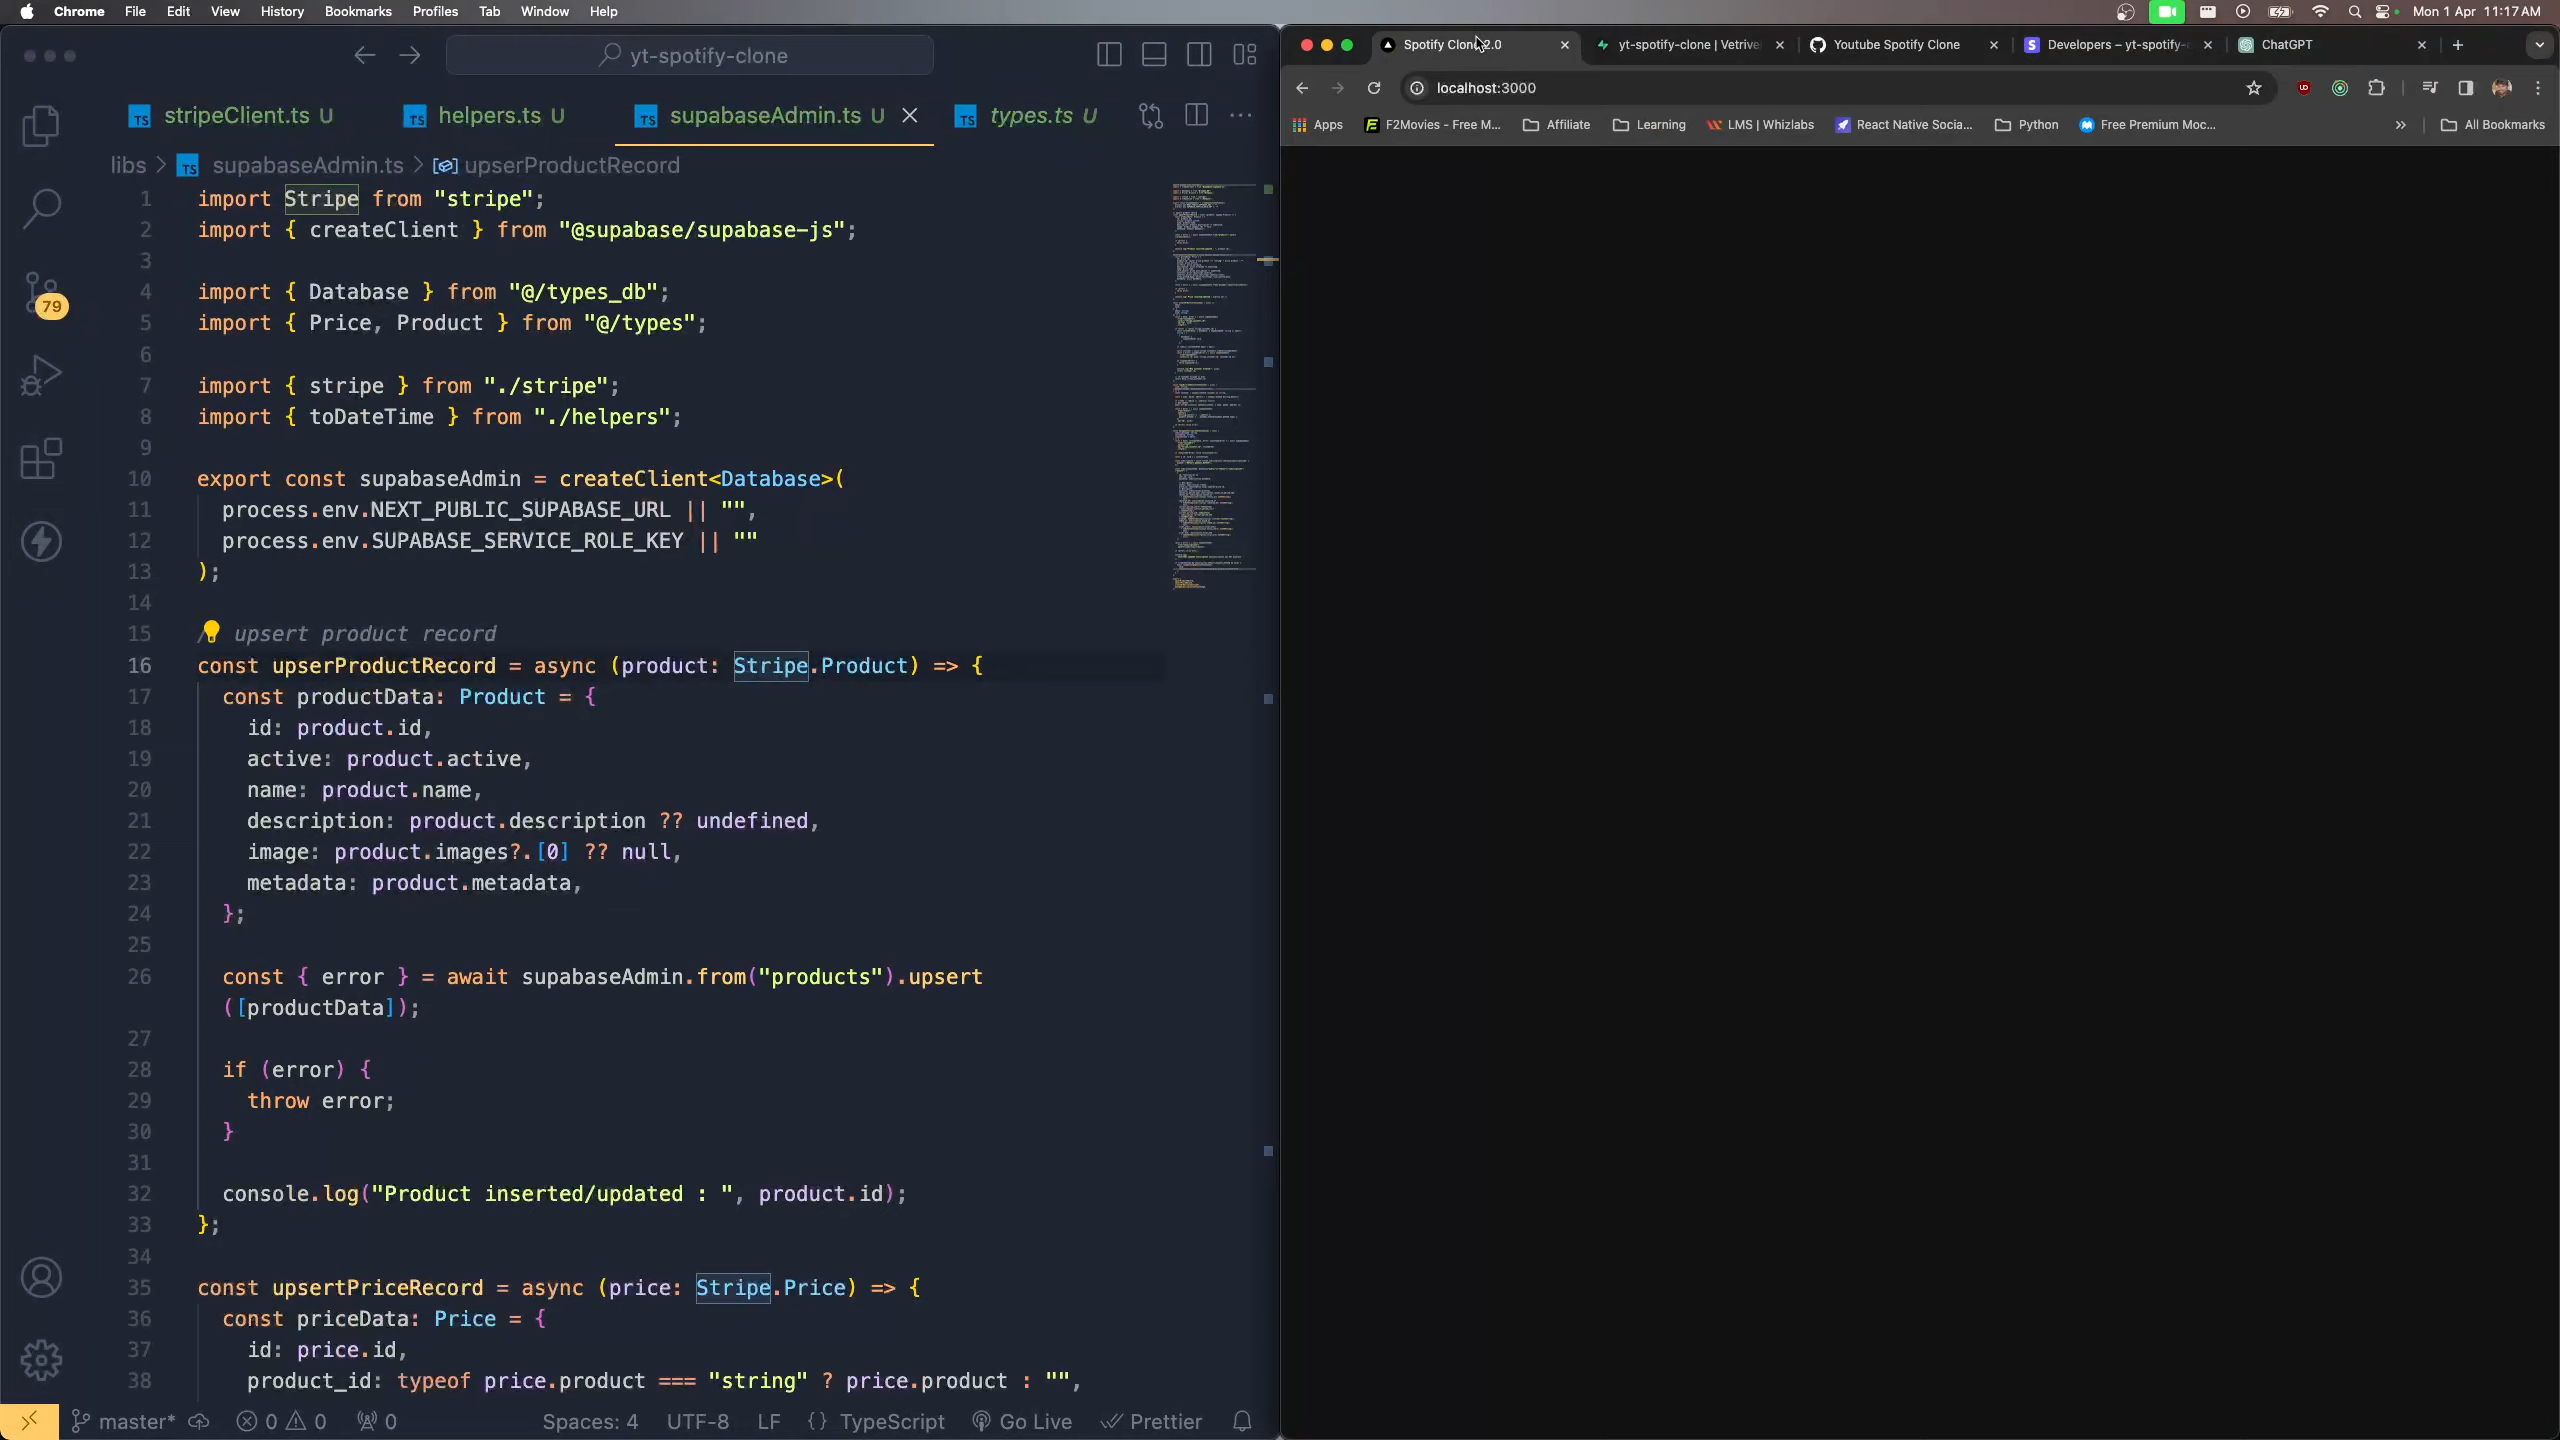 Chrome File Edit View History Bookmarks Profiles Tab Window Help
Mon 1 Apr 11:17 AM
yt-spotify-clone
stripeClient.ts U
helpers.ts U
supabaseAdmin.ts U
types.ts U
libs > supabaseAdmin.ts > upserProductRecord
79
1 import Stripe from "stripe";
2 import { createClient } from "@supabase/supabase-js";
3
4 import { Database } from "@/types_db";
5 import { Price, Product } from "@/types";
6
7 import { stripe } from "./stripe";
8 import { toDateTime } from "./helpers";
9
10 export const supabaseAdmin = createClient<Database>(
11 process.env.NEXT_PUBLIC_SUPABASE_URL || "",
12 process.env.SUPABASE_SERVICE_ROLE_KEY || ""
13 );
14
15 / upsert product record
16 const upserProductRecord = async (product: Stripe.Product) => {
17 const productData: Product = {
18 id: product.id,
19 active: product.active,
20 name: product.name,
21 description: product.description ?? undefined,
22 image: product.images?.[0] ?? null,
23 metadata: product.metadata,
24 };
25
26 const { error } = await supabaseAdmin.from("products").upsert
([productData]);
27
28 if (error) {
29 throw error;
30 }
31
32 console.log("Product inserted/updated : ", product.id);
33 };
34
35 const upsertPriceRecord = async (price: Stripe.Price) => {
36 const priceData: Price = {
37 id: price.id,
38 product_id: typeof price.product === "string" ? price.product : "",
master* 0 0 0 Spaces: 4 UTF-8 LF {} TypeScript Go Live Prettier
Spotify Clone 2.0
yt-spotify-clone | Vetrive
Youtube Spotify Clone
Developers – yt-spotify-
ChatGPT
localhost:3000
Apps
F2Movies - Free M...
Affiliate
Learning
LMS | Whizlabs
React Native Socia...
Python
Free Premium Moc...
All Bookmarks